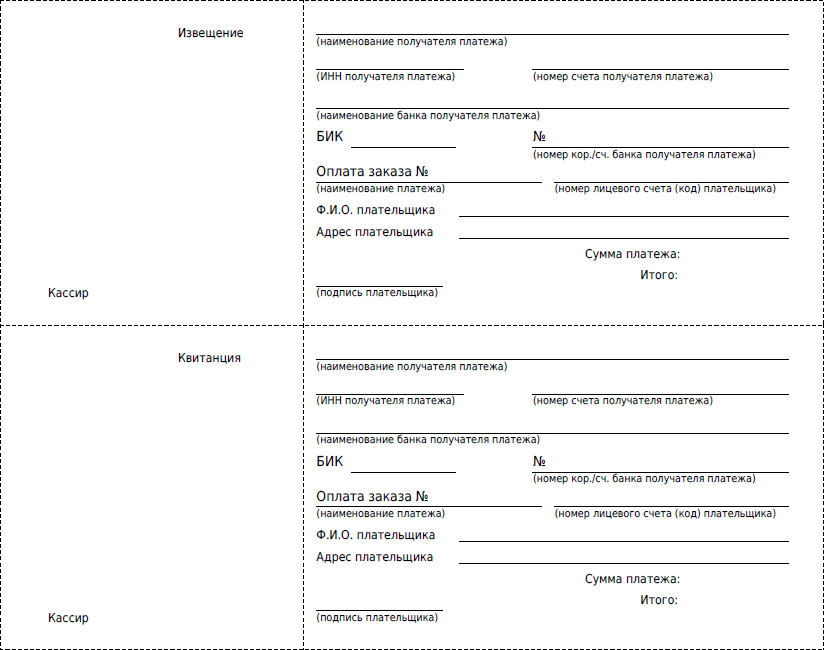 Извещение
(наименование получателя платежа)
(ИНН получателя платежа) (номер счета получателя платежа)
(наименование банка получателя платежа)
БИК №
(номер кор./сч. банка получателя платежа)
Оплата заказа №
(наименование платежа) (номер лицевого счета (код) плательщика)
Ф.И.О. плательщика
Адрес плательщика
Сумма платежа:
Итого:
Кассир
(подпись плательщика)
Квитанция
(наименование получателя платежа)
(ИНН получателя платежа) (номер счета получателя платежа)
(наименование банка получателя платежа)
БИК №
(номер кор./сч. банка получателя платежа)
Оплата заказа №
(наименование платежа) (номер лицевого счета (код) плательщика)
Ф.И.О. плательщика
Адрес плательщика
Сумма платежа:
Итого:
Кассир
(подпись плательщика)